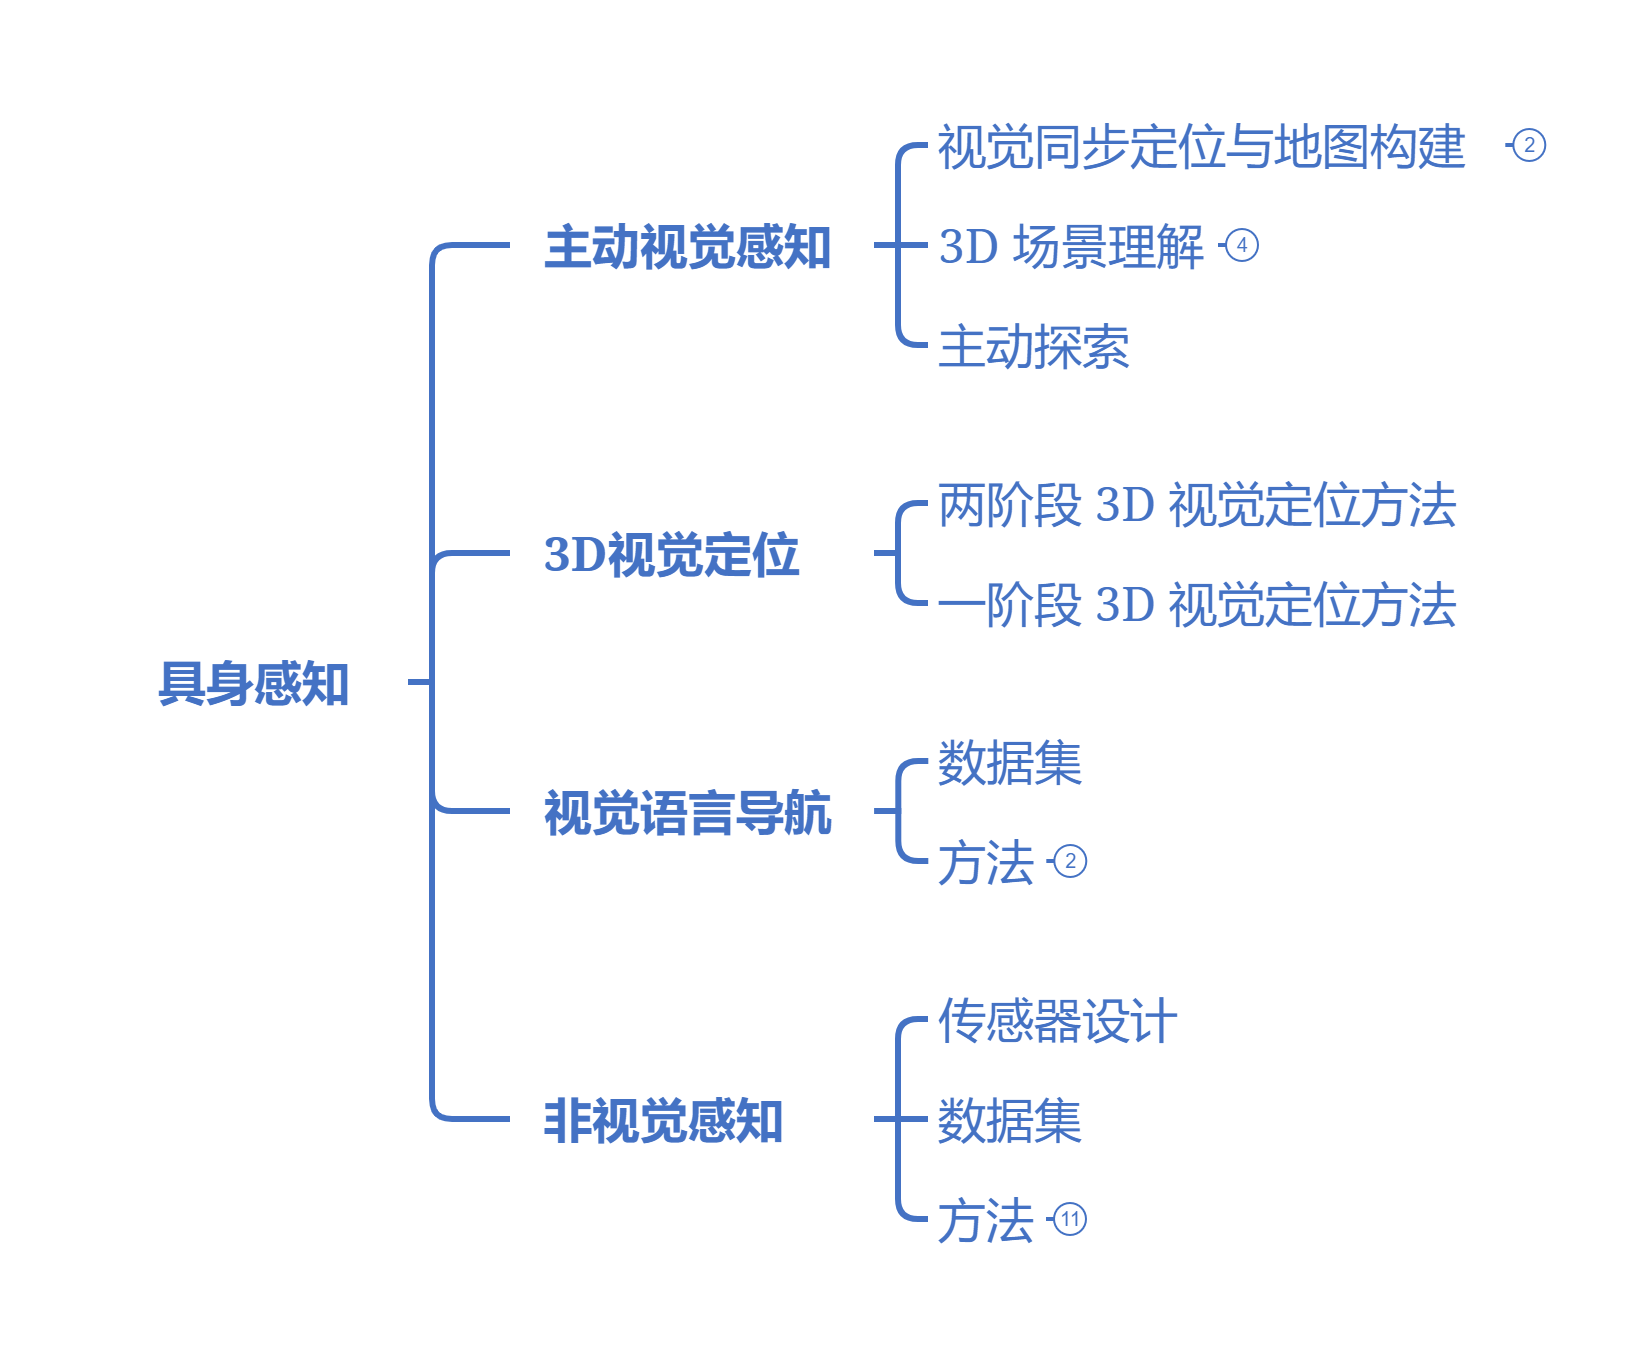 具身感知
主动视觉感知
视觉同步定位与地图构建 2
3D 场景理解 4
主动探索
3D视觉定位
两阶段 3D 视觉定位方法
一阶段 3D 视觉定位方法
视觉语言导航
数据集
方法 2
非视觉感知
传感器设计
数据集
方法 11